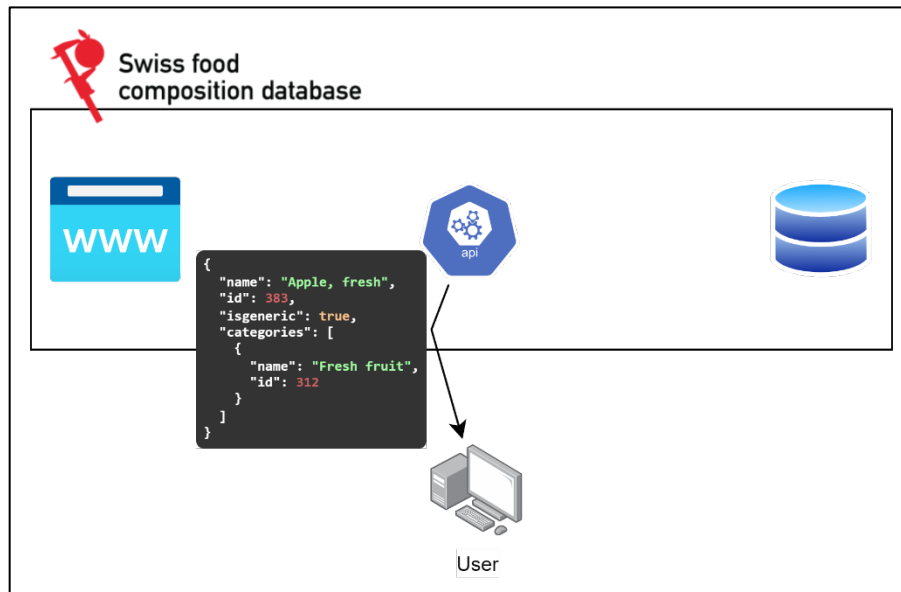 Swiss food
composition database
www
api
{
  "name": "Apple, fresh",
  "id": 383,
  "isgeneric": true,
  "categories": [
    {
      "name": "Fresh fruit",
      "id": 312
    }
  ]
}
User